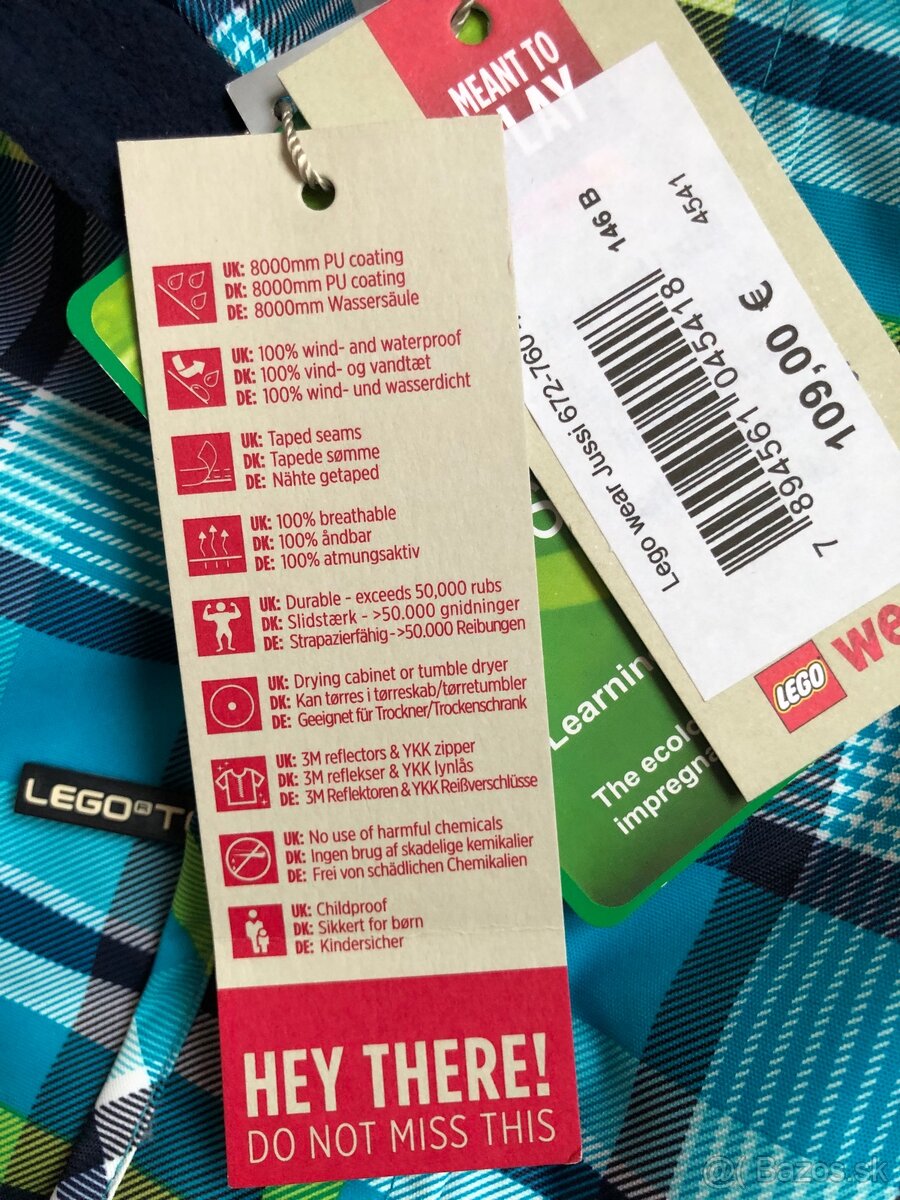 MEANT TO
PLAY
146 B
4541
7 894561 045418
109,00 €
Lego wear Jussi 672-760
LEGO
we
UK: 8000mm PU coating
DK: 8000mm PU coating
DE: 8000mm Wassersäule
UK: 100% wind- and waterproof
DK: 100% vind- og vandtæt
DE: 100% wind- und wasserdicht
UK: Taped seams
DK: Tapede sømme
DE: Nähte getaped
UK: 100% breathable
DK: 100% åndbar
DE: 100% atmungsaktiv
UK: Durable - exceeds 50,000 rubs
DK: Slidstærk - >50.000 gnidninger
DE: Strapazierfähig ->50.000 Reibungen
UK: Drying cabinet or tumble dryer
DK: Kan tørres i tørreskab/tørretumbler
DE: Geeignet für Trockner/Trockenschrank
UK: 3M reflectors & YKK zipper
DK: 3M reflekser & YKK lynlås
DE: 3M Reflektoren & YKK Reißverschlüsse
UK: No use of harmful chemicals
DK: Ingen brug af skadelige kemikalier
DE: Frei von schädlichen Chemikalien
UK: Childproof
DK: Sikkert for børn
DE: Kindersicher
HEY THERE!
DO NOT MISS THIS
Learnin
The ecolo
impregna
LEGO® T
Bazos.sk